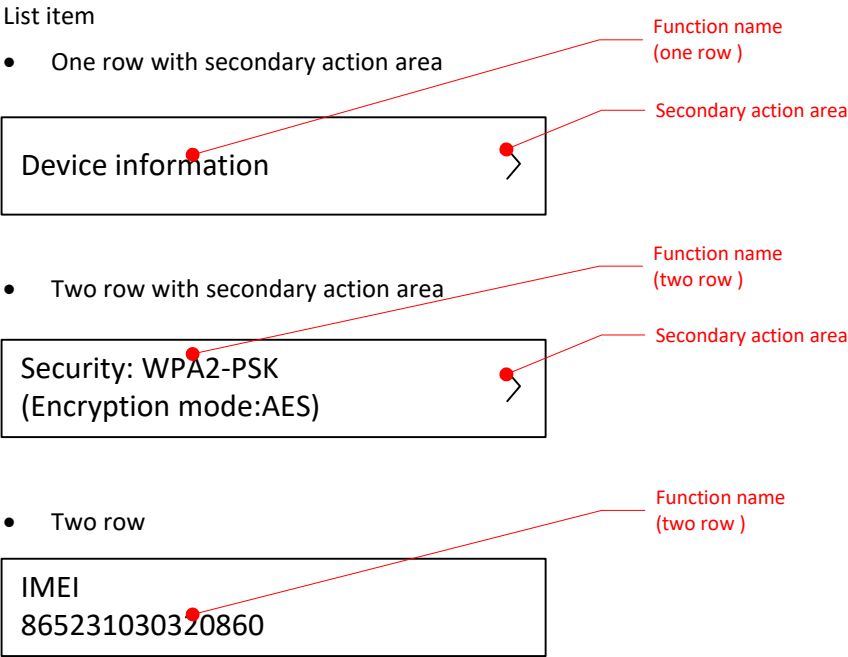 List item
Function name
(one row )
• One row with secondary action area
Secondary action area
Device information
Function name
(two row )
• Two row with secondary action area
Secondary action area
Security: WPA2-PSK
(Encryption mode:AES)
Function name
(two row )
• Two row
IMEI
865231030320860